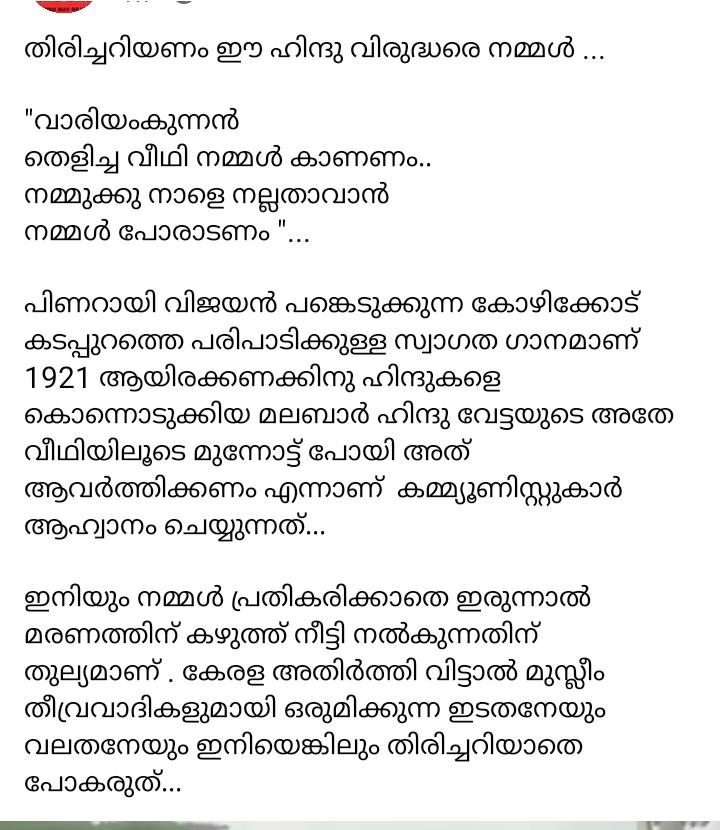 തിരിച്ചറിയണം ഈ ഹിന്ദു വിരുദ്ധരെ നമ്മൾ ...
"വാരിയംകുന്നൻ
തെളിച്ച വീഥി നമ്മൾ കാണണം..
നമ്മുക്കു നാളെ നല്ലതാവാൻ
നമ്മൾ പോരാടണം "...
പിണറായി വിജയൻ പങ്കെടുക്കുന്ന കോഴിക്കോട്
കടപ്പുറത്തെ പരിപാടിക്കുള്ള സ്വാഗത ഗാനമാണ്
1921 ആയിരക്കണക്കിനു ഹിന്ദുകളെ
കൊന്നൊടുക്കിയ മലബാർ ഹിന്ദു വേട്ടയുടെ അതേ
വീഥിയിലൂടെ മുന്നോട്ട് പോയി അത്
ആവർത്തിക്കണം എന്നാണ് കമ്മ്യൂണിസ്റ്റുകാർ
ആഹ്വാനം ചെയ്യുന്നത്...
ഇനിയും നമ്മൾ പ്രതികരിക്കാതെ ഇരുന്നാൽ
മരണത്തിന് കഴുത്ത് നീട്ടി നൽകുന്നതിന്
തുല്യമാണ് . കേരള അതിർത്തി വിട്ടാൽ മുസ്ലീം
തീവ്രവാദികളുമായി ഒരുമിക്കുന്ന ഇടതനേയും
വലതനേയും ഇനിയെങ്കിലും തിരിച്ചറിയാതെ
പോകരുത്...